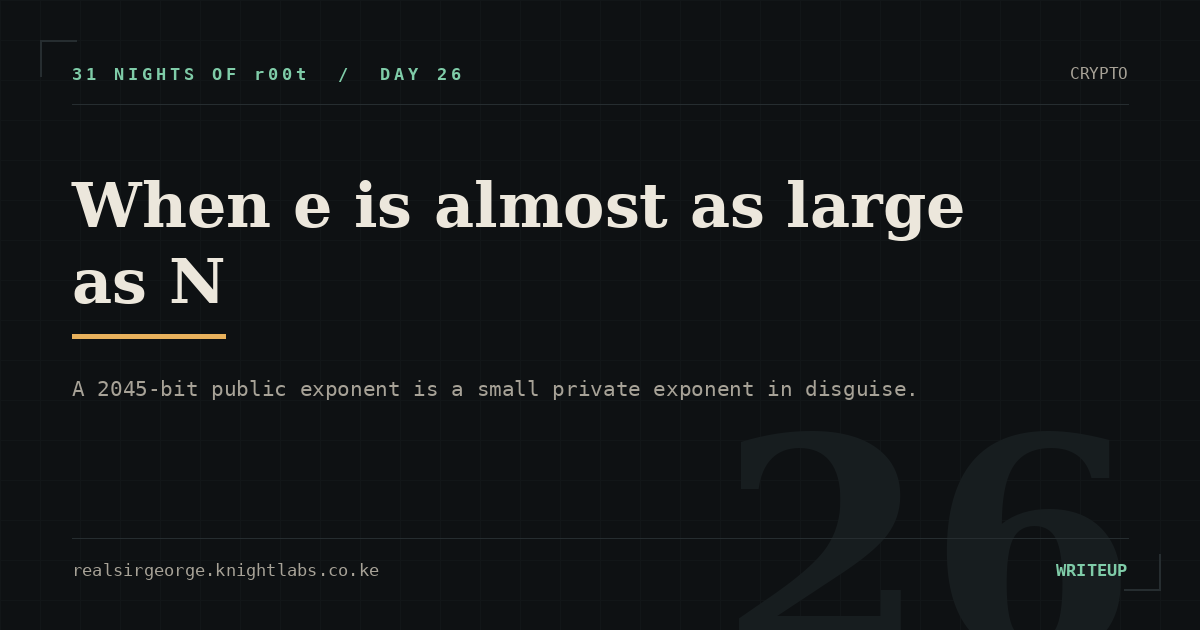 31 NIGHTS OF r00t / DAY 26
CRYPTO
When e is almost as large
as N
A 2045-bit public exponent is a small private exponent in disguise.
26
realsirgeorge.knightlabs.co.ke
WRITEUP